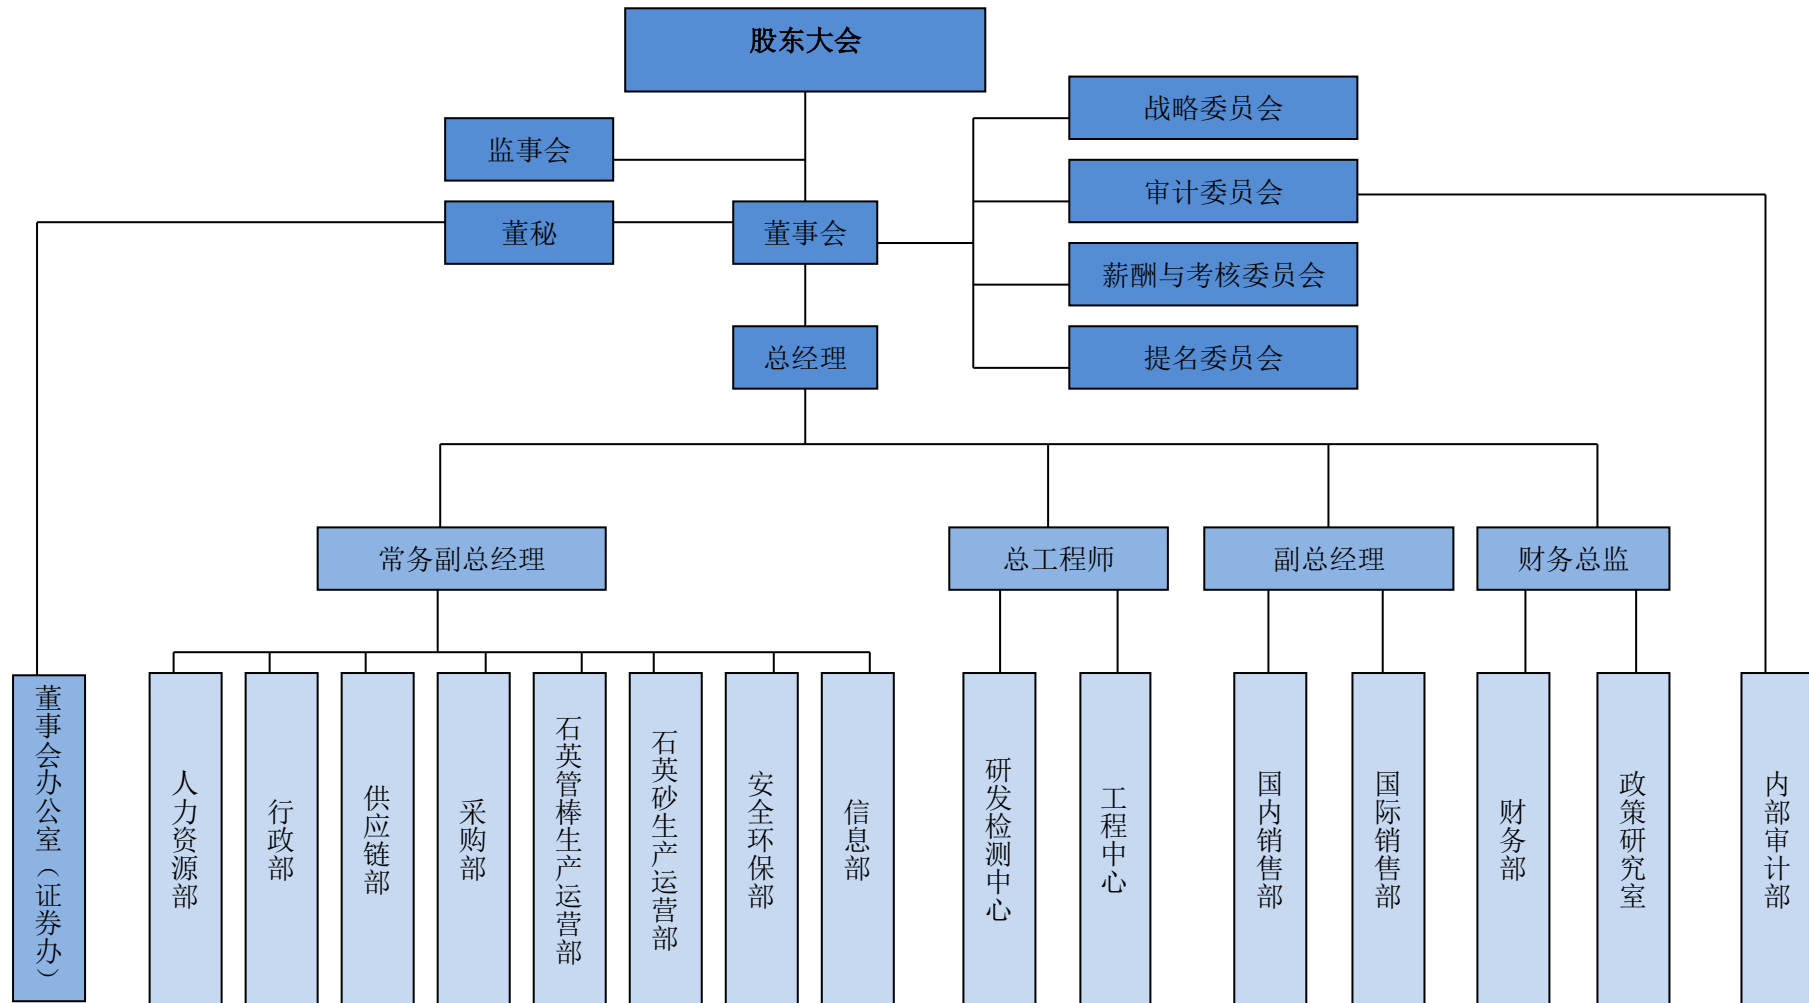 股东大会
战略委员会
监事会
审计委员会
董秘
董事会
薪酬与考核委员会
总经理
提名委员会
常务副总经理
总工程师
副总经理
财务总监
董事会办公室（证券办）
人力资源部
行政部
供应链部
采购部
石英管棒生产运营部
石英砂生产运营部
安全环保部
信息部
研发检测中心
工程中心
国内销售部
国际销售部
财务部
政策研究室
内部审计部